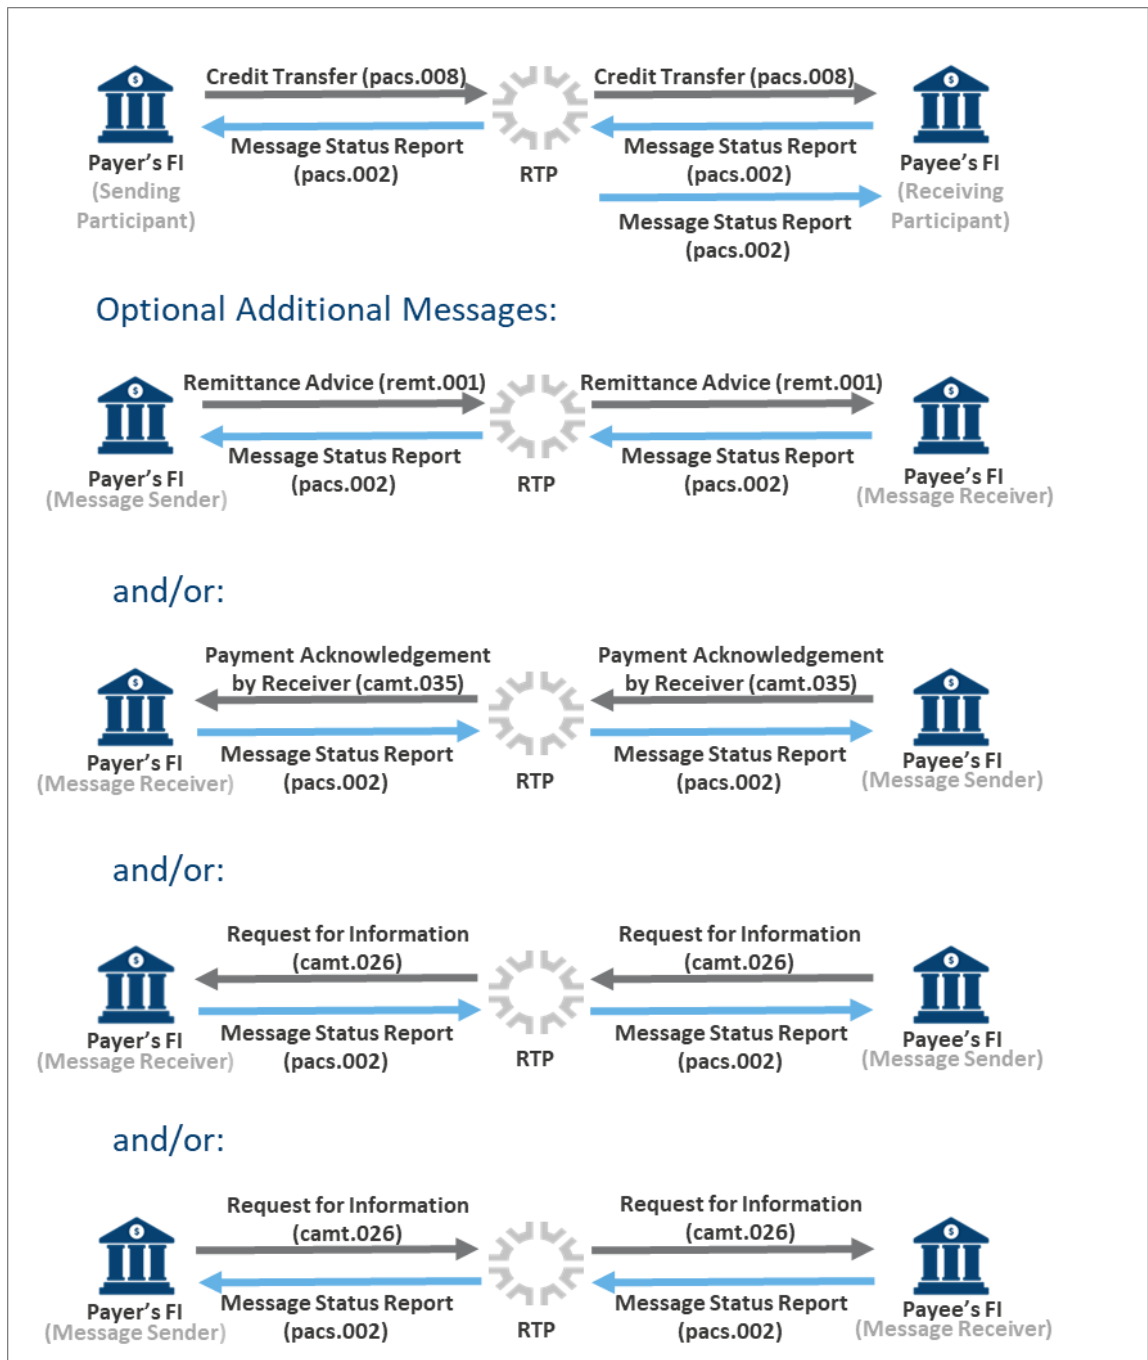 Credit Transfer (pacs.008)
Credit Transfer (pacs.008)
$
$
Message Status Report
(pacs.002)
Message Status Report
(pacs.002)
Payer's FI
(Sending
Participant)
RTP
Payee's FI
(Receiving
Participant)
Message Status Report
(pacs.002)
Optional Additional Messages:
Remittance Advice (remt.001)
Remittance Advice (remt.001)
$
$
Message Status Report
(pacs.002)
Message Status Report
(pacs.002)
Payer's FI
(Message Sender)
RTP
Payee's FI
(Message Receiver)
and/or:
Payment Acknowledgement
by Receiver (camt.035)
Payment Acknowledgement
by Receiver (camt.035)
$
$
Message Status Report
(pacs.002)
Message Status Report
(pacs.002)
Payer's FI
(Message Receiver)
RTP
Payee's FI
(Message Sender)
and/or:
Request for Information
(camt.026)
Request for Information
(camt.026)
$
$
Message Status Report
(pacs.002)
Message Status Report
(pacs.002)
Payer's FI
(Message Receiver)
RTP
Payee's FI
(Message Sender)
and/or:
Request for Information
(camt.026)
Request for Information
(camt.026)
$
$
Message Status Report
(pacs.002)
Message Status Report
(pacs.002)
Payer's FI
(Message Sender)
RTP
Payee's FI
(Message Receiver)